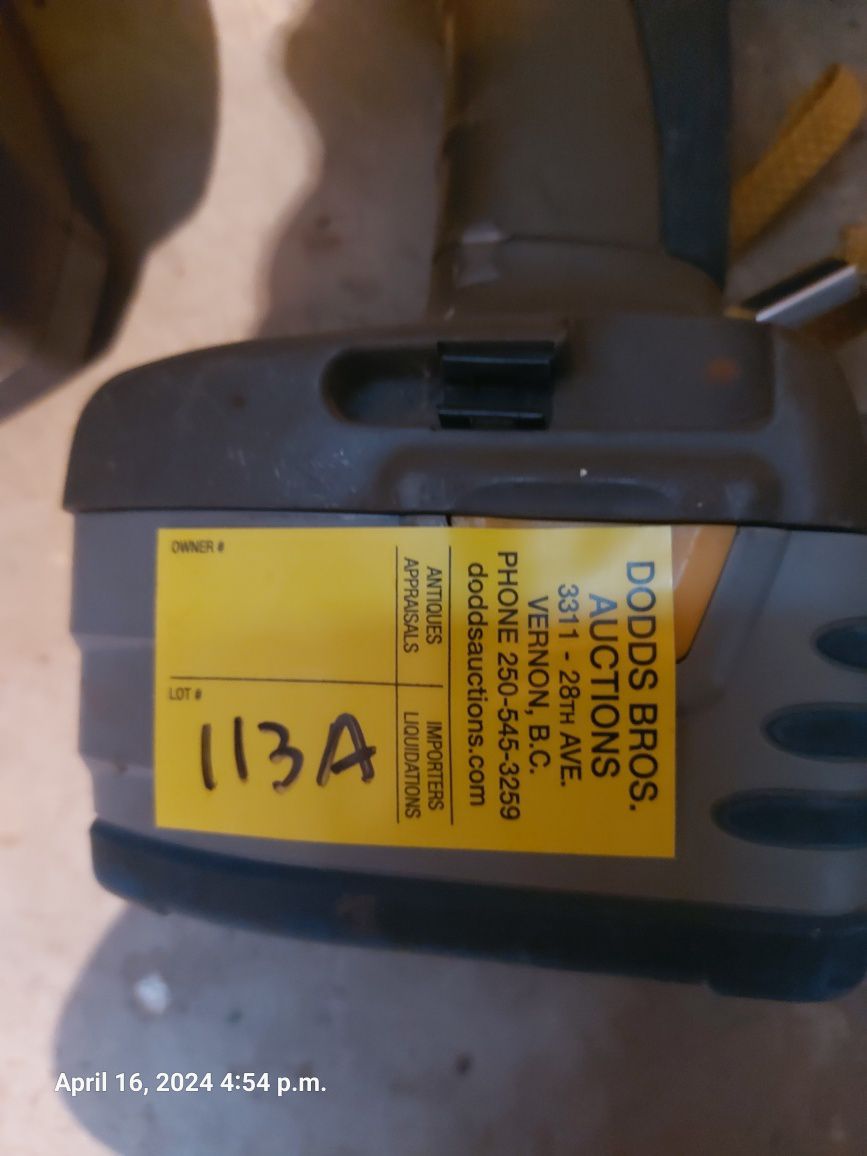 DODDS BROS.
AUCTIONS
3311 - 28TH AVE.
VERNON, B.C.
PHONE 250-545-3259
doddsauctions.com
ANTIQUES
APPRAISALS
IMPORTERS
LIQUIDATIONS
OWNER #
LOT #
113A
April 16, 2024 4:54 p.m.